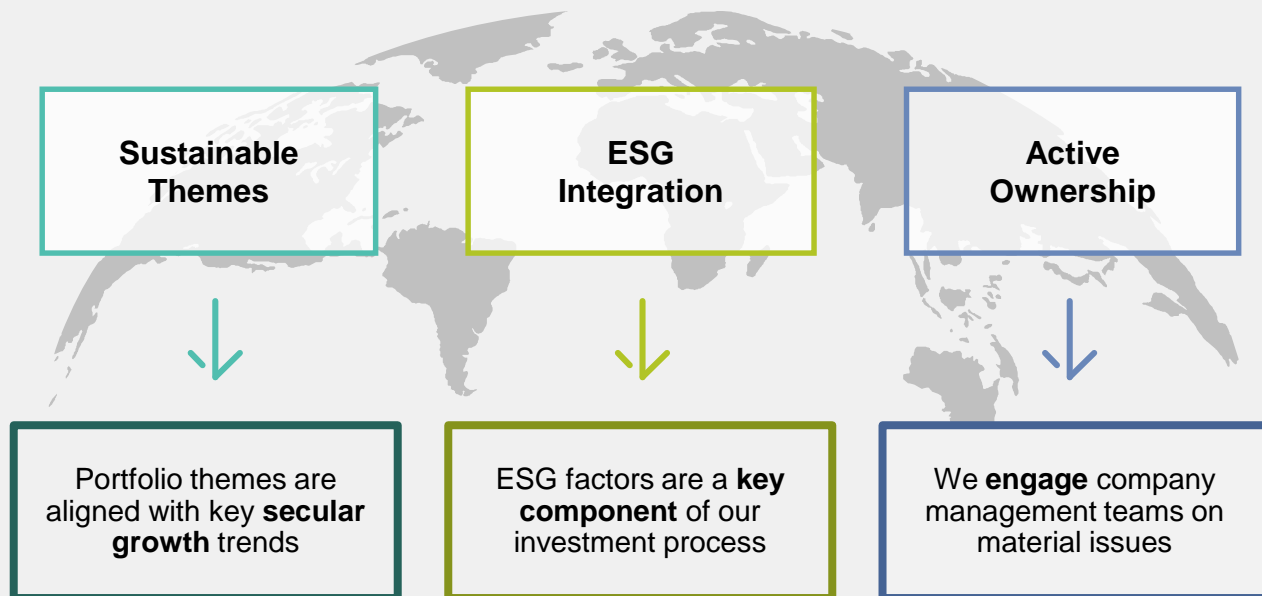 Sustainable
Themes
ESG
Integration
Active
Ownership
Portfolio themes are
aligned with key secular
growth trends
ESG factors are a key
component of our
investment process
We engage company
management teams on
material issues